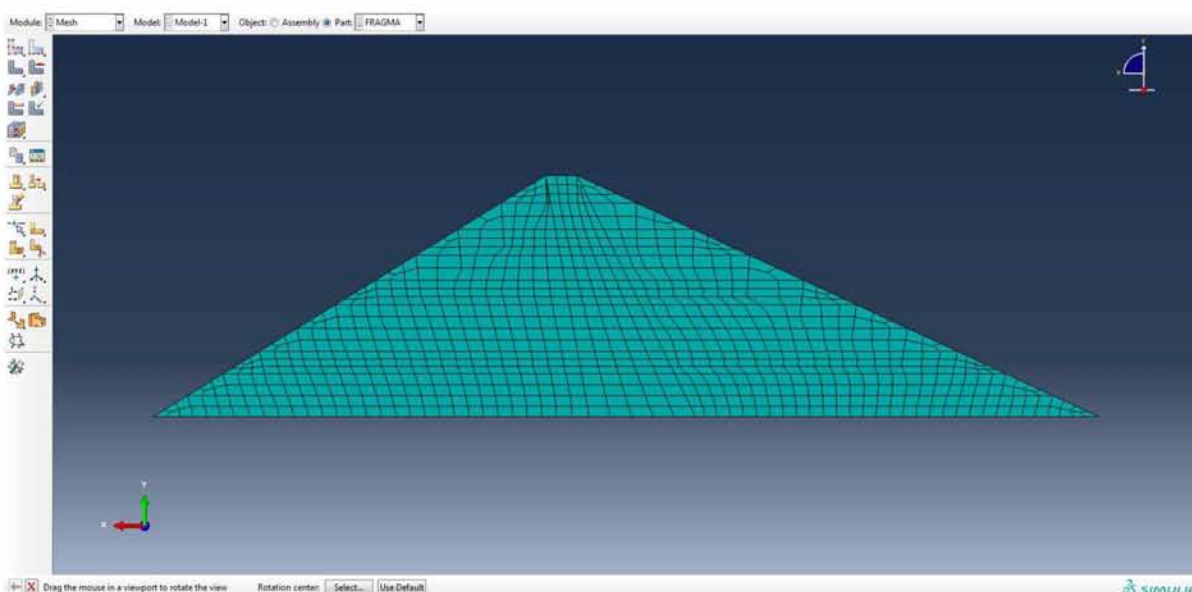 Module: Mesh Model: Model-1 Object: Assembly Part: FRAGMA
Y
X
Y
X
Drag the mouse in a viewport to rotate the view Rotation center: Select... Use Default